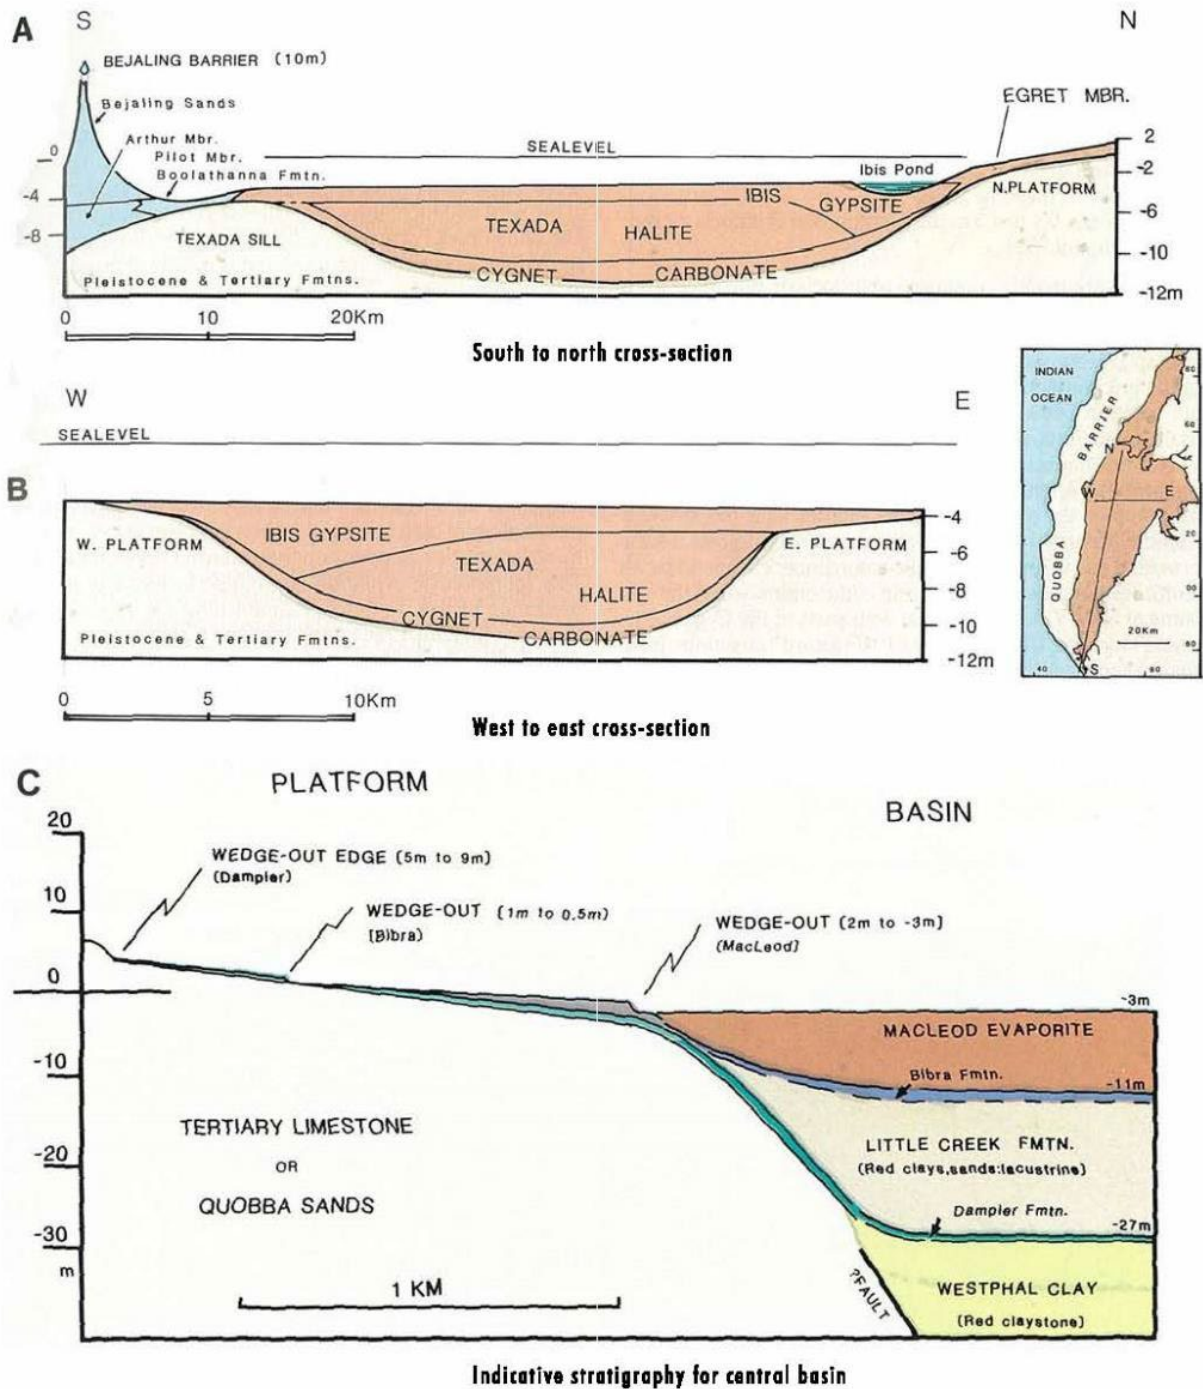 A
S
N
BEJALING BARRIER (10m)
Bejaling Sands
Arthur Mbr.
Pilot Mbr.
Boolathanna Fmtn.
SEALEVEL
EGRET MBR.
Ibis Pond
0
-4
-8
2
-2
-6
-10
-12m
N.PLATFORM
IBIS
GYPSITE
TEXADA
HALITE
TEXADA SILL
CYGNET
CARBONATE
Pleistocene & Tertiary Fmtns.
0 10 20Km
South to north cross-section
INDIAN
OCEAN
BARRIER
QUOBBA
N
W
E
S
20Km
40
W
E
SEALEVEL
B
W. PLATFORM
IBIS GYPSITE
TEXADA
HALITE
E. PLATFORM
CYGNET
CARBONATE
Pleistocene & Tertiary Fmtns.
-4
-6
-8
-10
-12m
0 5 10Km
West to east cross-section
C
PLATFORM
BASIN
20
10
0
-10
-20
-30
m
WEDGE-OUT EDGE (5m to 9m)
(Dampler)
WEDGE-OUT (1m to 0.5m)
(Bibra)
WEDGE-OUT (2m to -3m)
(MacLeod)
-3m
MACLEOD EVAPORITE
Bibra Fmtn.
-11m
LITTLE CREEK FMTN.
(Red clays,sands:lacustrine)
Dampler Fmtn.
-27m
TERTIARY LIMESTONE
OR
QUOBBA SANDS
1 KM
?FAULT
WESTPHAL CLAY
(Red claystone)
Indicative stratigraphy for central basin